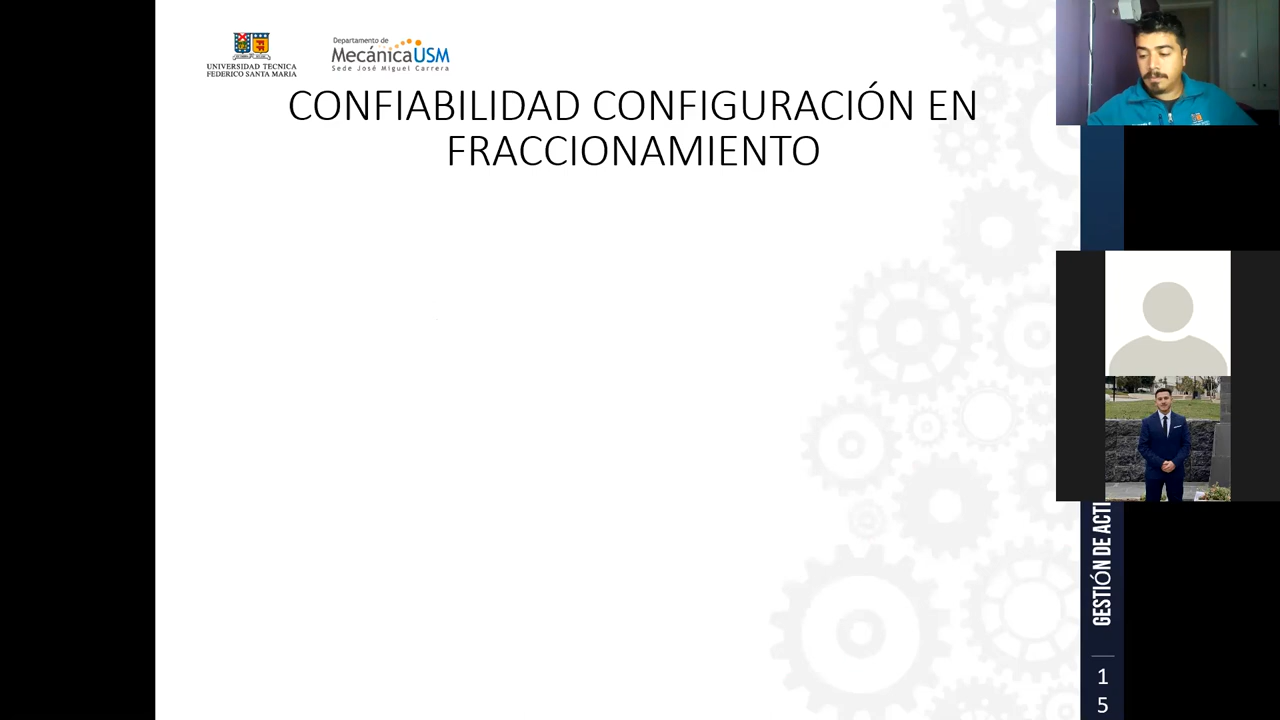 UNIVERSIDAD TECNICA
FEDERICO SANTA MARIA
Departamento de
MecánicaUSM
Sede José Miguel Carrera
CONFIABILIDAD CONFIGURACIÓN EN
FRACCIONAMIENTO
GESTIÓN DE ACTI
1
5